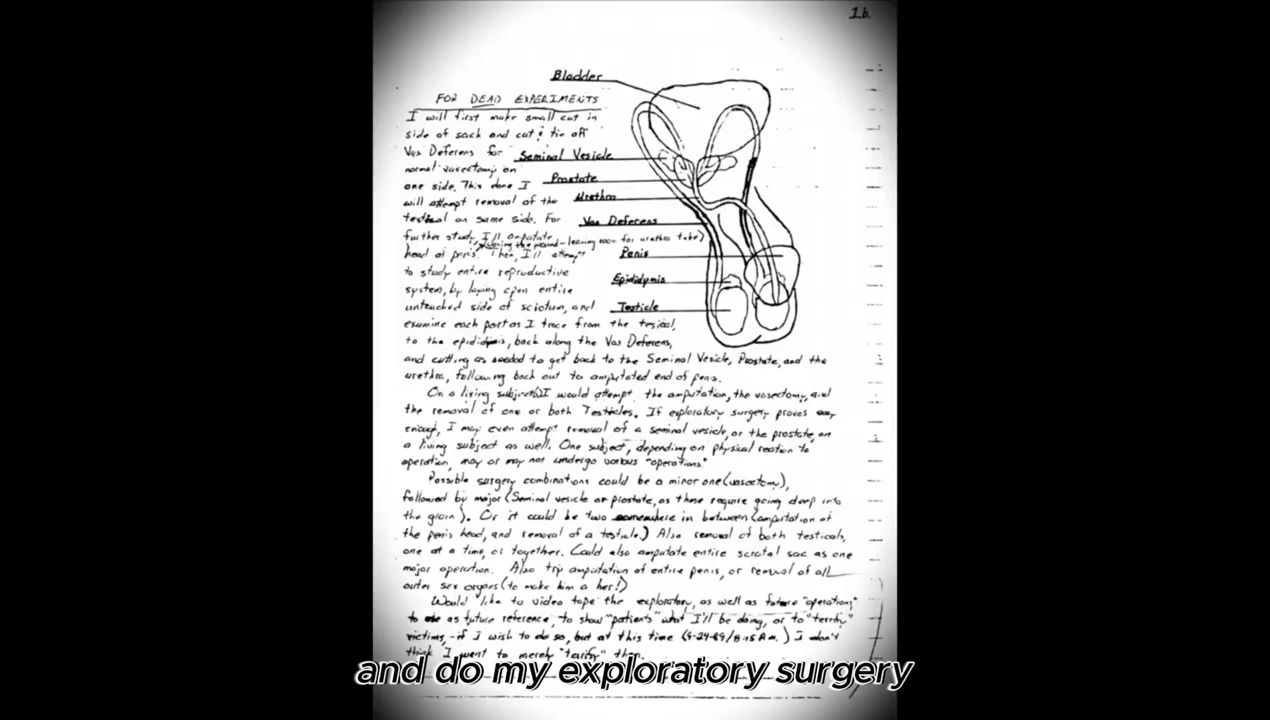 1.b.
Bladder
FOR DEAD EXPERIMENTS
I will first make small cut in
side of sack and cut & tie off
Vas Deferens for Seminal Vesicle
normal vasectomy on
one side. This done I Prostate
will attempt removal of the Urethra
on same side. For Vas Deferens
further study I'll amputate
the wound - leaving room for urethra tube)
head of penis. Then, I'll attempt Penis
to study entire reproductive
system, by laying open entire Epididymis
untouched side of sciotum, and Testicle
examine each part as I trace from the tesical,
to the back along the Vas Deferens,
and cutting as needed to get back to the Seminal Vesicle, Prostate, and the
urethra, following back out to amputated end of penis.
On a living subject(s) I would attempt the amputation, the vasectomy, and
the removal of one or both Testicles. If exploratory surgery proves easy
enough, I may even attempt removal of a seminal vesicle, or the prostate, on
a living subject as well. One subject, depending on physical reaction to
operation, may or may not undergo various "operations."
Possible surgery combinations could be a minor one (vasectomy),
followed by major (Seminal vesicle or prostate, as these require going deep into
the groin). Or it could be two somewhere in between (amputation of
the penis head, and removal of a testicle.) Also removal of both testicals,
one at a time, or together. Could also amputate entire scrotal sac as one
major operation. Also try amputation of entire penis, or removal of all
outer sex organs (to make him a her!)
Would like to video tape the exploratory, as well as future "operations,"
to as future reference, to show "patients" what I'll be doing, or to "terrify"
victims, - if I wish to do so, but at this time I don't
think I want to merely "terrify" them.
and do my exploratory surgery